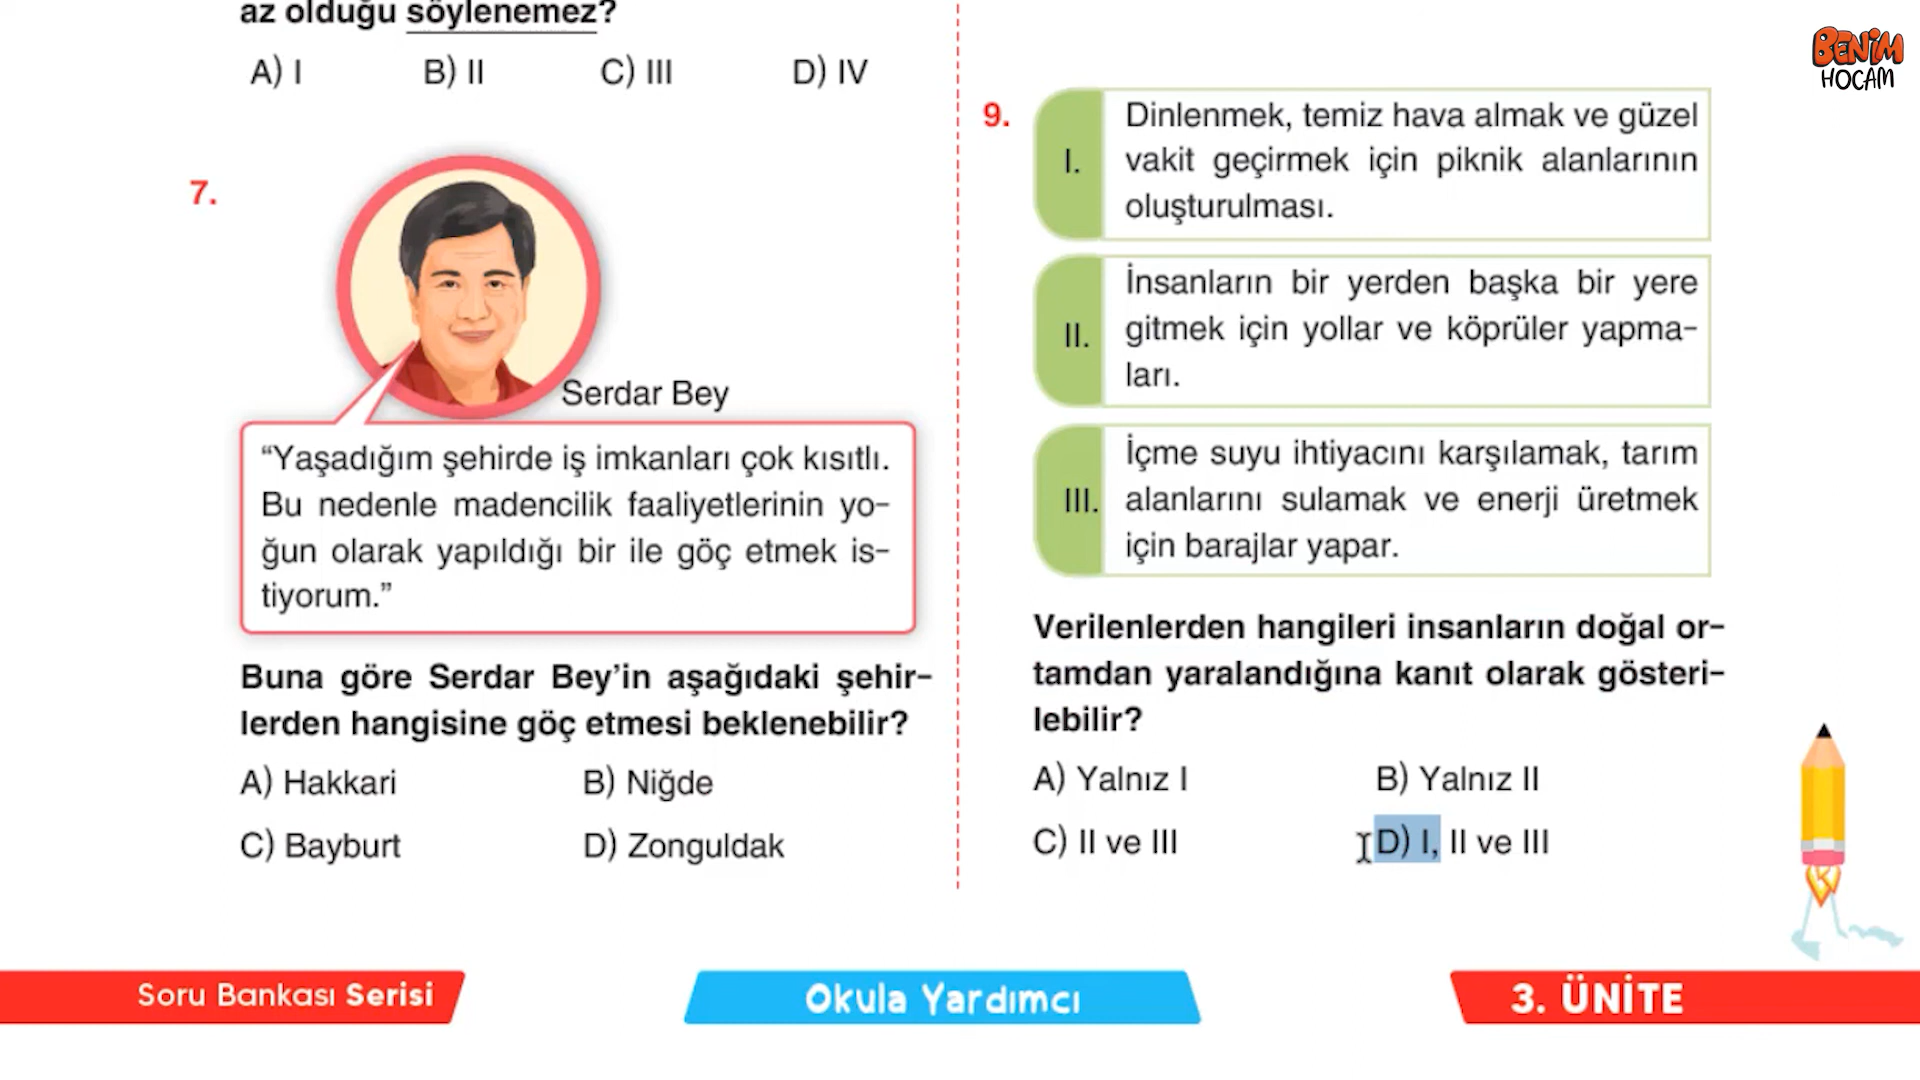 az olduğu söylenemez?
A) I
B) II
C) III
D) IV
7.
Serdar Bey
“Yaşadığım şehirde iş imkanları çok kısıtlı.
Bu nedenle madencilik faaliyetlerinin yo-
ğun olarak yapıldığı bir ile göç etmek is-
tiyorum.”
Buna göre Serdar Bey’in aşağıdaki şehir-
lerden hangisine göç etmesi beklenebilir?
A) Hakkari
B) Niğde
C) Bayburt
D) Zonguldak
9.
I.
Dinlenmek, temiz hava almak ve güzel
vakit geçirmek için piknik alanlarının
oluşturulması.
II.
İnsanların bir yerden başka bir yere
gitmek için yollar ve köprüler yapma-
ları.
III.
İçme suyu ihtiyacını karşılamak, tarım
alanlarını sulamak ve enerji üretmek
için barajlar yapar.
Verilenlerden hangileri insanların doğal or-
tamdan yaralandığına kanıt olarak gösteri-
lebilir?
A) Yalnız I
B) Yalnız II
C) II ve III
D) I, II ve III
BENİM
HOCAM
Soru Bankası Serisi
Okula Yardımcı
3. ÜNİTE